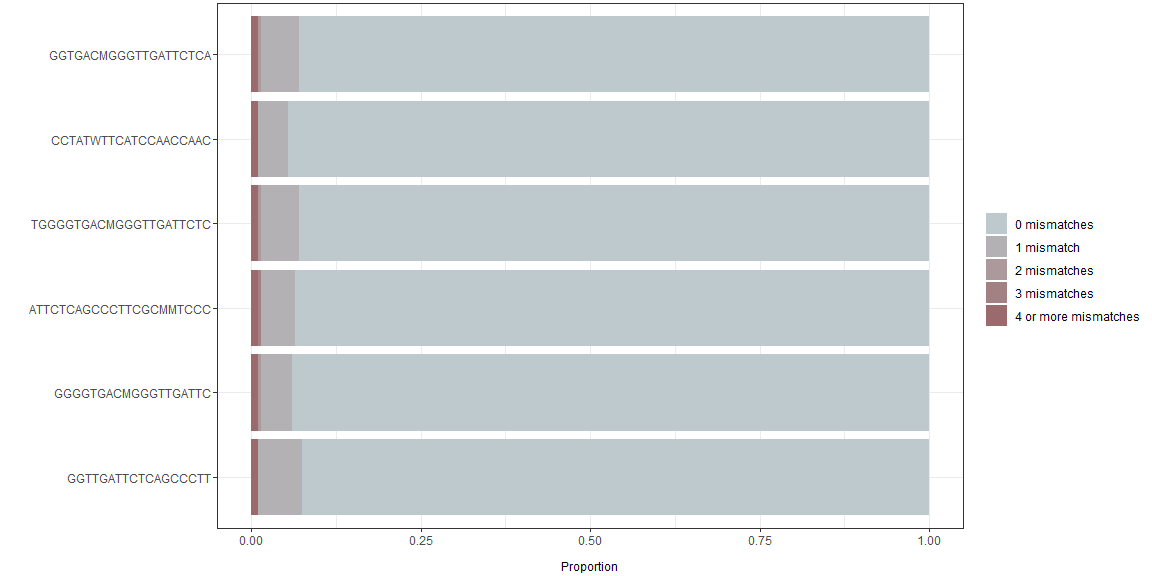 GGTGACMGGGTTGATTCTCA
CCTATWTTCATCCAACCAAC
TGGGGTGACMGGGTTGATTCTC
ATTCTCAGCCCTTCGCMMTCCC
GGGGTGACMGGGTTGATTC
GGTTGATTCTCAGCCCTT
0.00 0.25 0.50 0.75 1.00
Proportion
0 mismatches
1 mismatch
2 mismatches
3 mismatches
4 or more mismatches